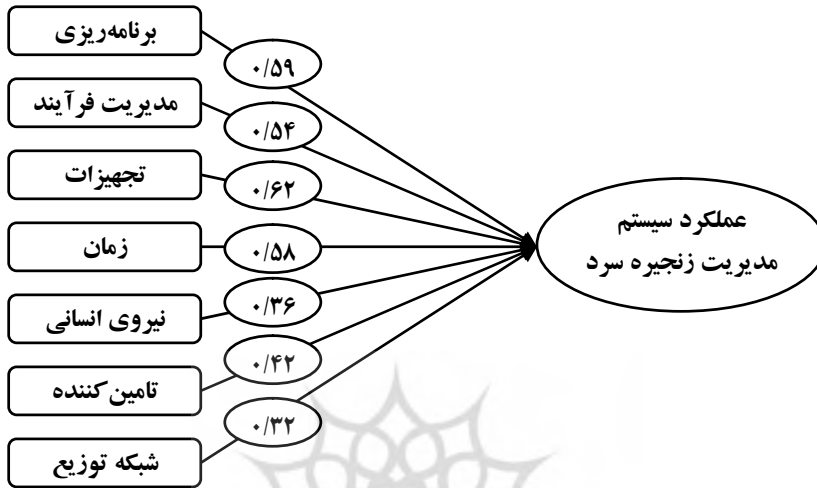 برنامه‌ریزی
۰/۵۹
مدیریت فرآیند
۰/۵۴
تجهیزات
۰/۶۲
زمان
۰/۵۸
نیروی انسانی
۰/۳۶
تامین‌کننده
۰/۴۲
شبکه توزیع
۰/۳۲
عملکرد سیستم
مدیریت زنجیره سرد